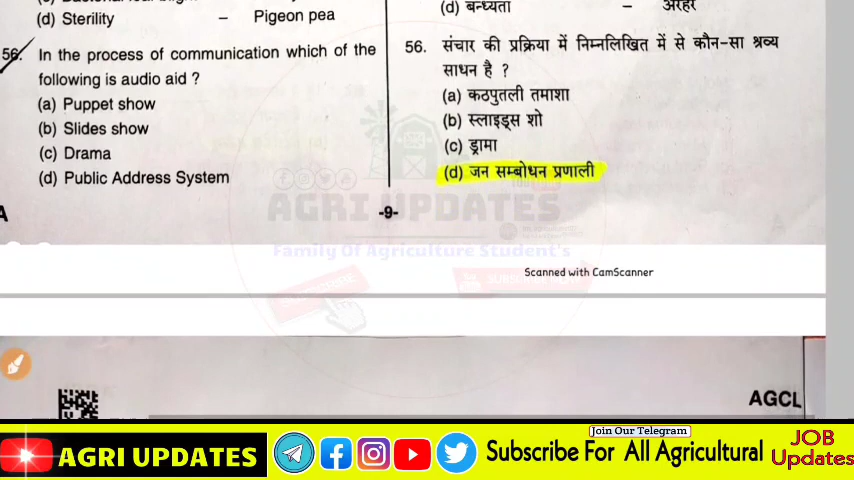 (d) Sterility – Pigeon pea
56. In the process of communication which of the
following is audio aid ?
(a) Puppet show
(b) Slides show
(c) Drama
(d) Public Address System
(d) बन्ध्यता – अरहर
56. संचार की प्रक्रिया में निम्नलिखित में से कौन-सा श्रव्य
साधन है ?
(a) कठपुतली तमाशा
(b) स्लाइड्स शो
(c) ड्रामा
(d) जन सम्बोधन प्रणाली
A
-9-
AGRI UPDATES
Family Of Agriculture Student's
Scanned with CamScanner
AGCL
AGRI UPDATES
Join Our Telegram
Subscribe For All Agricultural
JOB
Updates